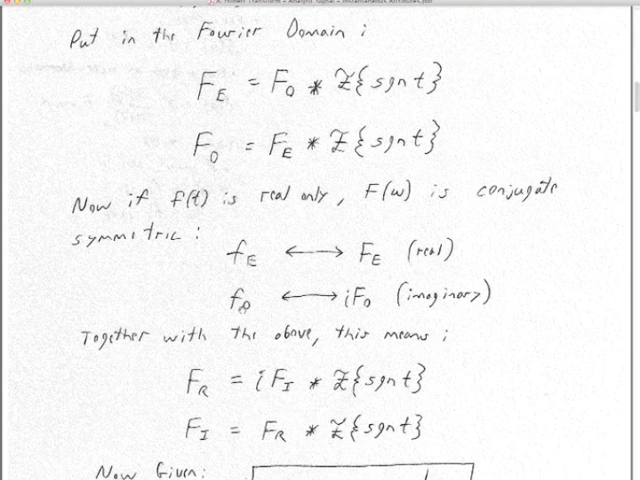 Put in the Fourier Domain :
F_E = F_O * ℱ{sgn t}
F_O = F_E * ℱ{sgn t}
Now if f(t) is real only, F(ω) is conjugate
symmetric :
f_E ⟷ F_E (real)
f_O ⟷ iF_O (imaginary)
Together with the above, this means :
F_R = i F_I * ℱ{sgn t}
F_I = F_R * ℱ{sgn t}
Now Given: